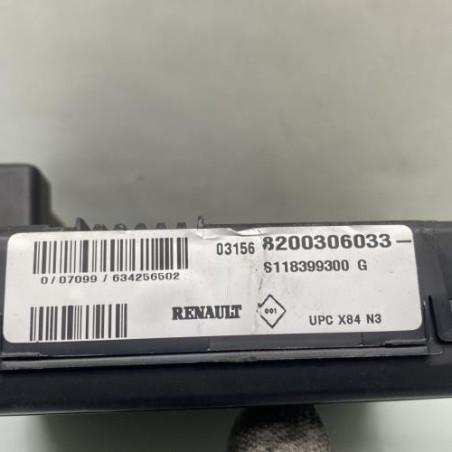 03156 8200306033-
S118399300 G
0/07099/634256502
RENAULT 001 UPC X84 N3